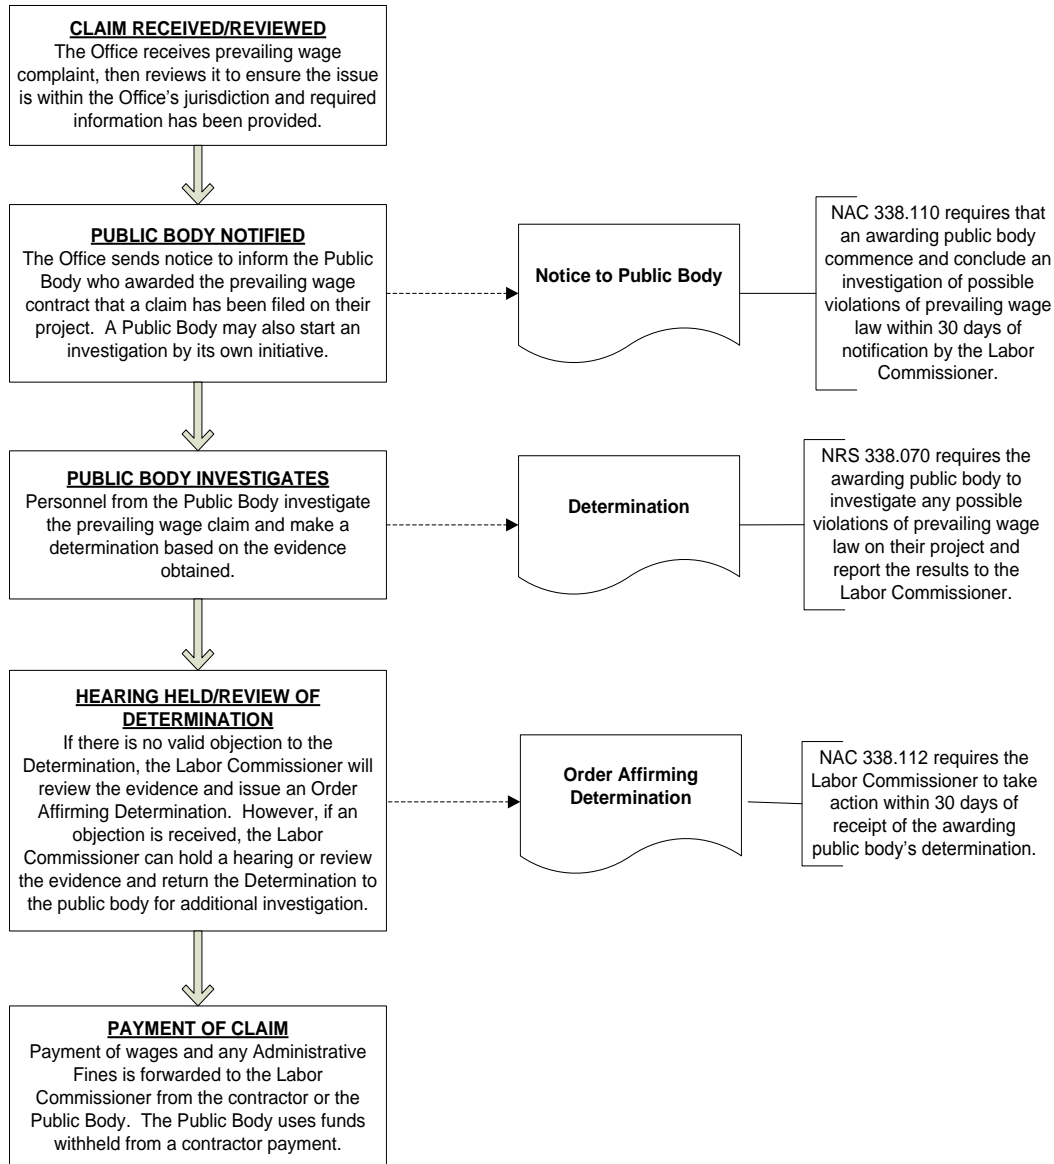 CLAIM RECEIVED/REVIEWED
The Office receives prevailing wage
complaint, then reviews it to ensure the issue
is within the Office's jurisdiction and required
information has been provided.
PUBLIC BODY NOTIFIED
The Office sends notice to inform the Public
Body who awarded the prevailing wage
contract that a claim has been filed on their
project.  A Public Body may also start an
investigation by its own initiative.
Notice to Public Body
NAC 338.110 requires that
an awarding public body
commence and conclude an
investigation of possible
violations of prevailing wage
law within 30 days of
notification by the Labor
Commissioner.
PUBLIC BODY INVESTIGATES
Personnel from the Public Body investigate
the prevailing wage claim and make a
determination based on the evidence
obtained.
Determination
NRS 338.070 requires the
awarding public body to
investigate any possible
violations of prevailing wage
law on their project and
report the results to the
Labor Commissioner.
HEARING HELD/REVIEW OF
DETERMINATION
If there is no valid objection to the
Determination, the Labor Commissioner will
review the evidence and issue an Order
Affirming Determination.  However, if an
objection is received, the Labor
Commissioner can hold a hearing or review
the evidence and return the Determination to
the public body for additional investigation.
Order Affirming
Determination
NAC 338.112 requires the
Labor Commissioner to take
action within 30 days of
receipt of the awarding
public body's determination.
PAYMENT OF CLAIM
Payment of wages and any Administrative
Fines is forwarded to the Labor
Commissioner from the contractor or the
Public Body.  The Public Body uses funds
withheld from a contractor payment.